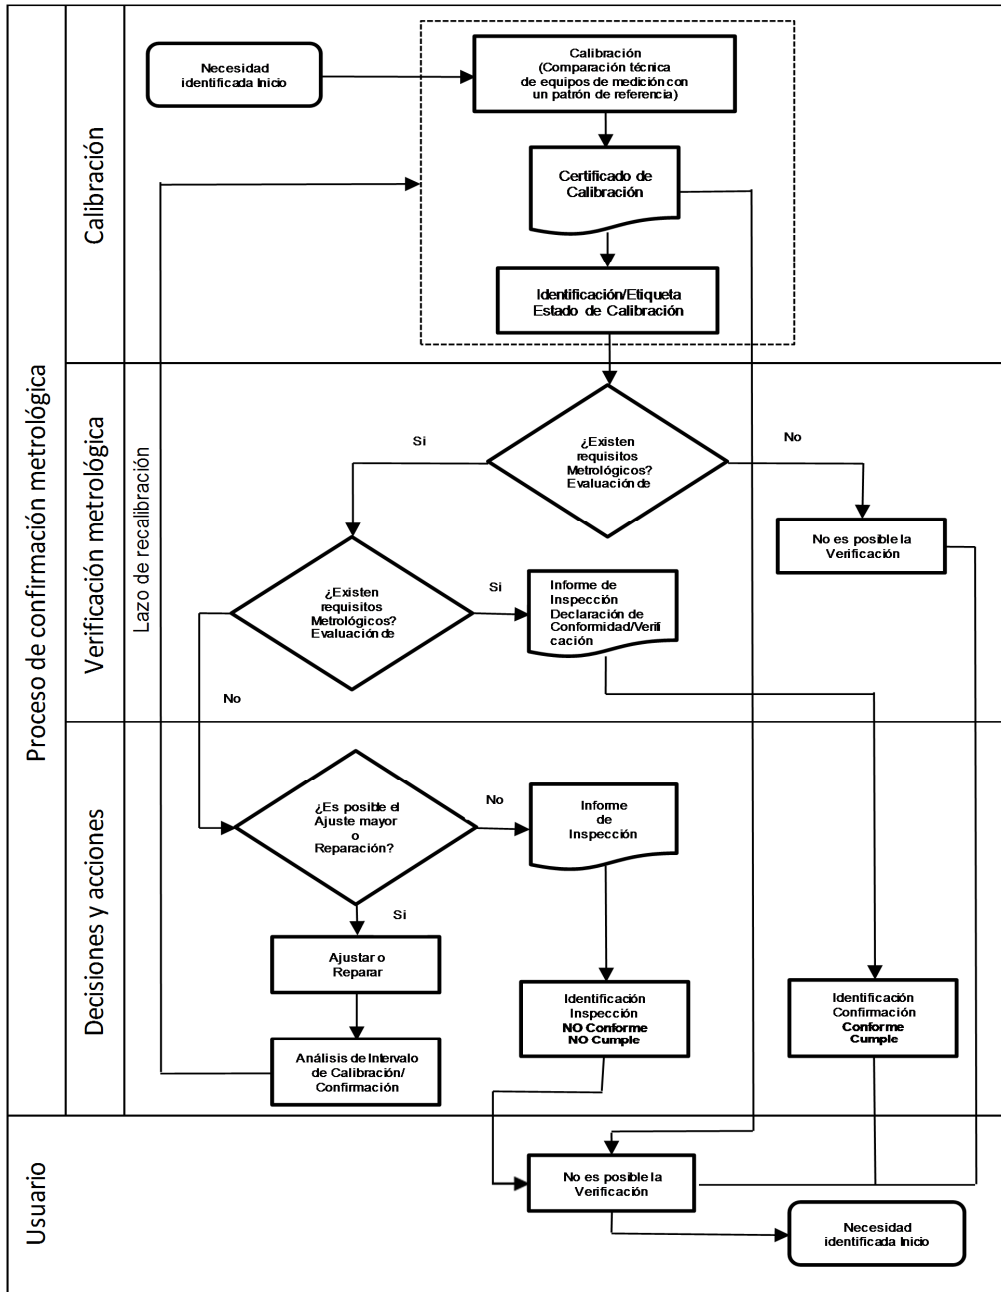 Proceso de confirmación metrológica
Calibración
Necesidad
identificada Inicio
Calibración
(Comparación técnica
de equipos de medición con
un patrón de referencia)
Certificado de
Calibración
Identificación/Etiqueta
Estado de Calibración
Verificación metrológica
Lazo de recalibración
¿Existen
requisitos
Metrológicos?
Evaluación de
Si
No
No es posible la
Verificación
¿Existen
requisitos
Metrológicos?
Evaluación de
Si
Informe de
Inspección
Declaración de
Conformidad/Verifi
cación
No
Decisiones y acciones
¿Es posible el
Ajuste mayor
o
Reparación?
No
Informe
de
Inspección
Si
Ajustar o
Reparar
Identificación
Inspección
NO Conforme
NO Cumple
Identificación
Confirmación
Conforme
Cumple
Análisis de Intervalo
de Calibración/
Confirmación
Usuario
No es posible la
Verificación
Necesidad
identificada Inicio